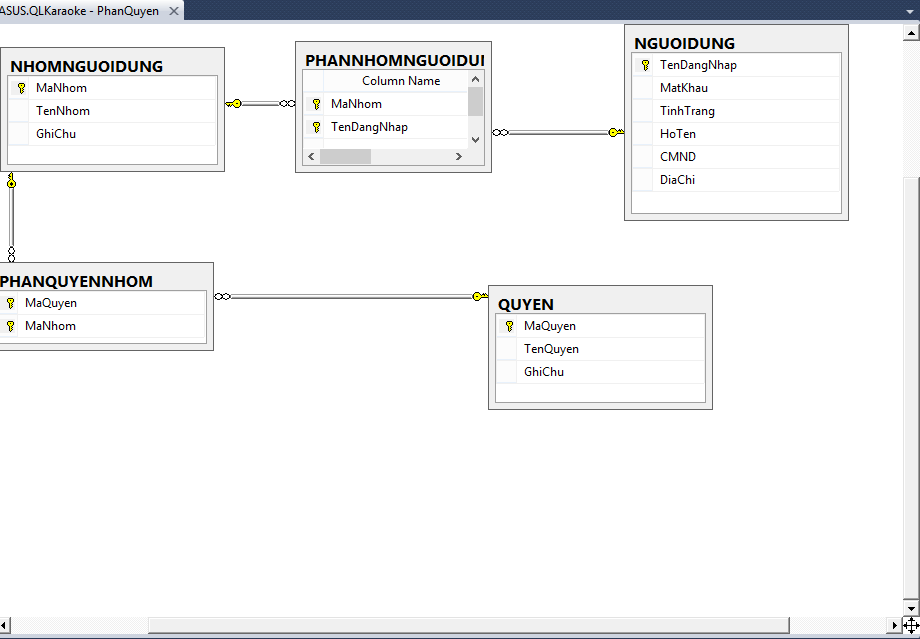 ASUS.QLKaraoke - PhanQuyen
NHOMNGUOIDUNG
MaNhom
TenNhom
GhiChu
PHANNHOMNGUOIDUI
Column Name
MaNhom
TenDangNhap
NGUOIDUNG
TenDangNhap
MatKhau
TinhTrang
HoTen
CMND
DiaChi
PHANQUYENNHOM
MaQuyen
MaNhom
QUYEN
MaQuyen
TenQuyen
GhiChu